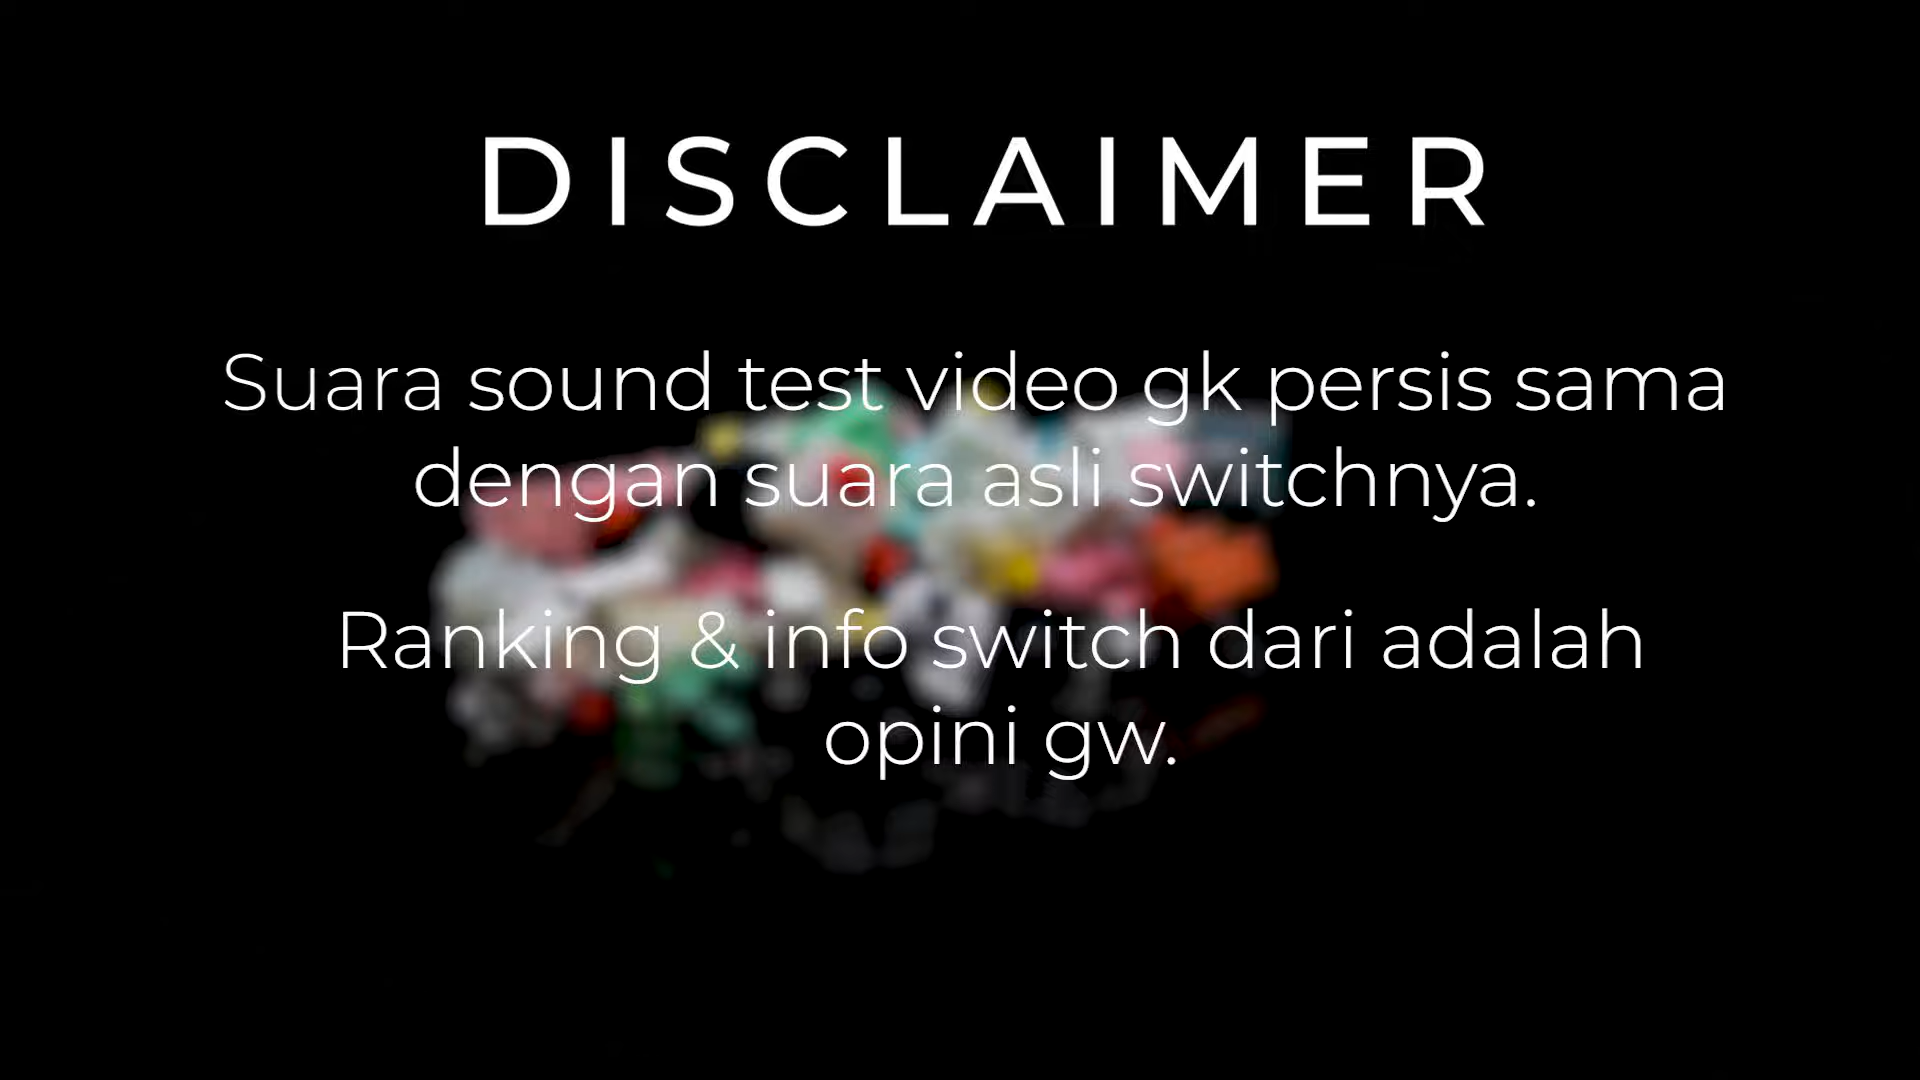 DISCLAIMER
Suara sound test video gk persis sama
dengan suara asli switchnya.
Ranking & info switch dari adalah
opini gw.